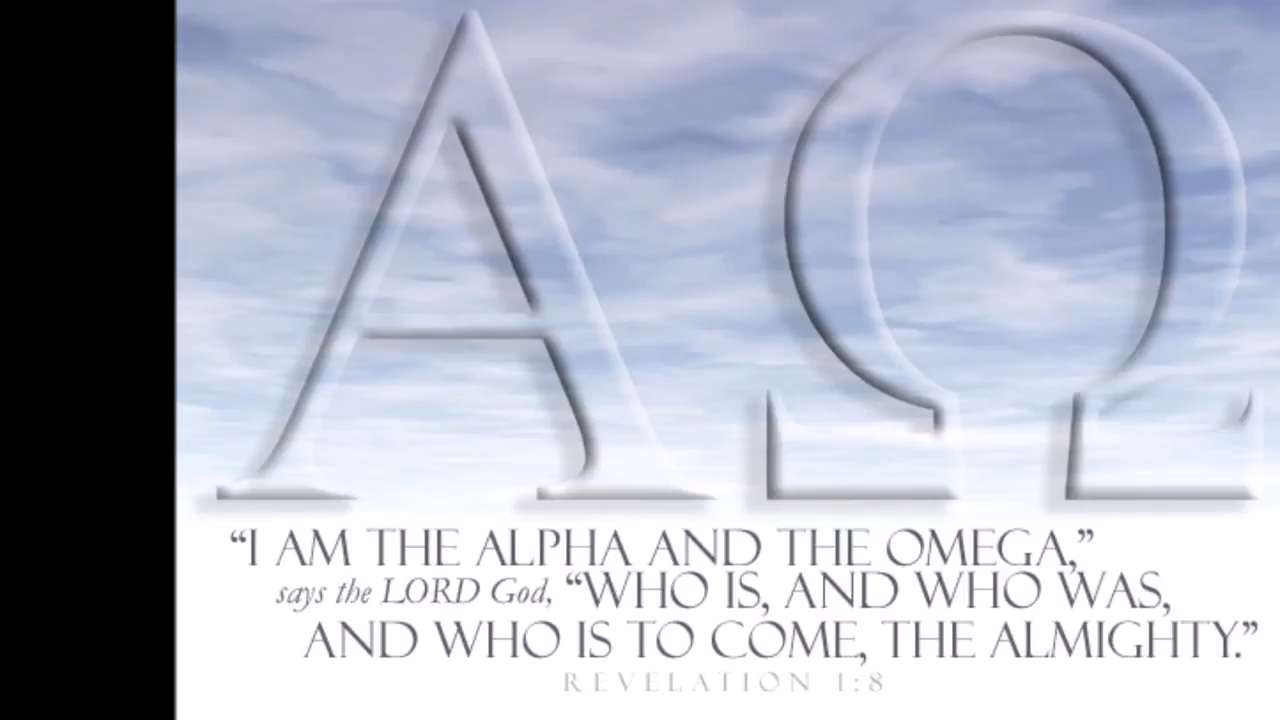 ΑΩ
“I AM THE ALPHA AND THE OMEGA,”
says the LORD God, “WHO IS, AND WHO WAS,
AND WHO IS TO COME, THE ALMIGHTY.”
REVELATION 1:8